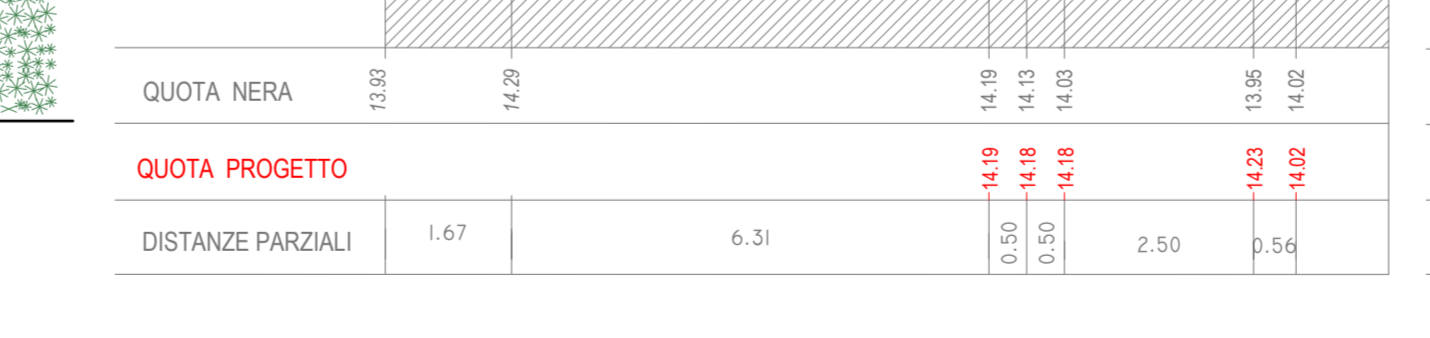 QUOTA NERA 13.93 14.29 14.19 14.13 14.03 13.95 14.02
QUOTA PROGETTO 14.19 14.18 14.18 14.23 14.02
DISTANZE PARZIALI 1.67 6.31 0.50 0.50 2.50 0.56